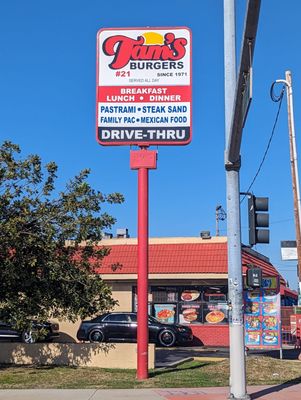 Tam's
BURGERS
#21
SINCE 1971
SERVED ALL DAY
BREAKFAST
LUNCH • DINNER
PASTRAMI • STEAK SAND
FAMILY PAC • MEXICAN FOOD
DRIVE-THRU